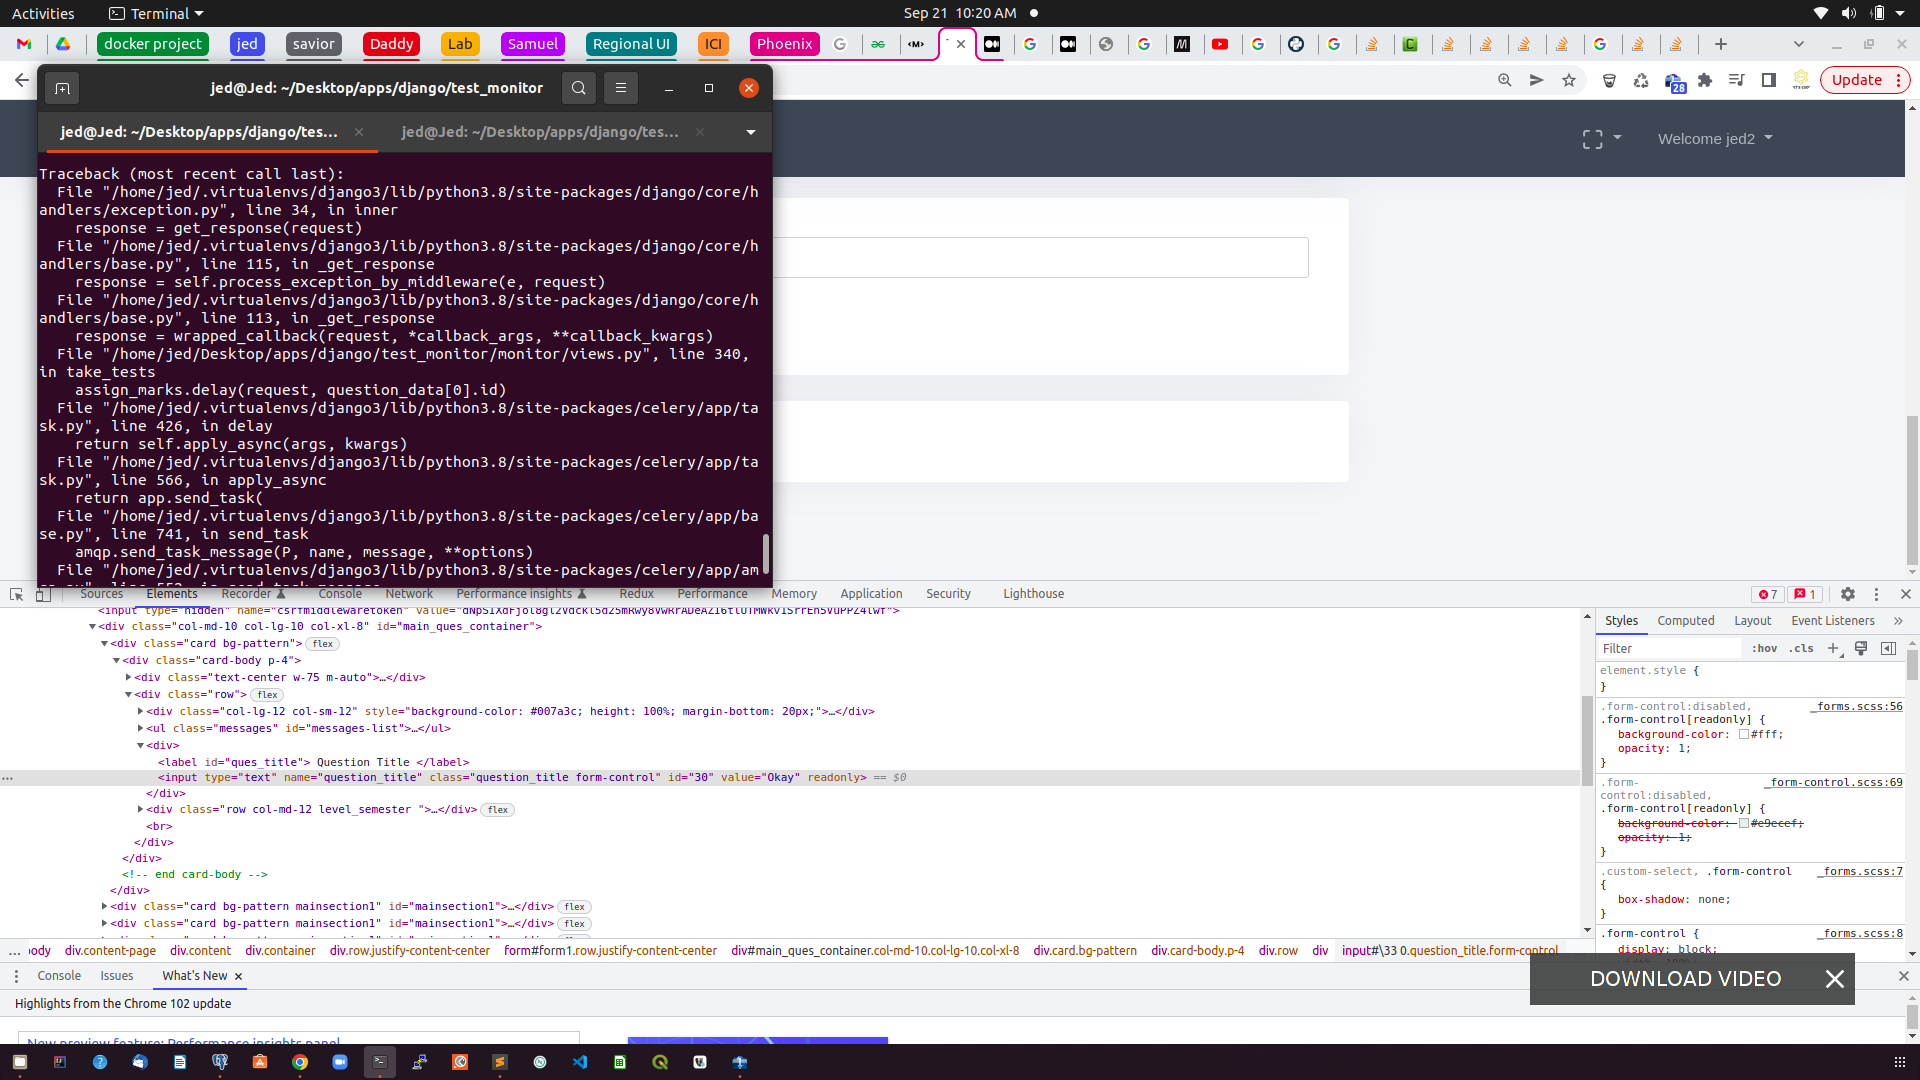 Activities
Terminal
Sep 21 10:20 AM
docker project
jed
savior
Daddy
Lab
Samuel
Regional UI
ICI
Phoenix
28
Update
jed@Jed: ~/Desktop/apps/django/test_monitor
jed@Jed: ~/Desktop/apps/django/tes...
jed@Jed: ~/Desktop/apps/django/tes...
Welcome jed2
Traceback (most recent call last):
File "/home/jed/.virtualenvs/django3/lib/python3.8/site-packages/django/core/h
andlers/exception.py", line 34, in inner
response = get_response(request)
File "/home/jed/.virtualenvs/django3/lib/python3.8/site-packages/django/core/h
andlers/base.py", line 115, in _get_response
response = self.process_exception_by_middleware(e, request)
File "/home/jed/.virtualenvs/django3/lib/python3.8/site-packages/django/core/h
andlers/base.py", line 113, in _get_response
response = wrapped_callback(request, *callback_args, **callback_kwargs)
File "/home/jed/Desktop/apps/django/test_monitor/monitor/views.py", line 340,
in take_tests
assign_marks.delay(request, question_data[0].id)
File "/home/jed/.virtualenvs/django3/lib/python3.8/site-packages/celery/app/ta
sk.py", line 426, in delay
return self.apply_async(args, kwargs)
File "/home/jed/.virtualenvs/django3/lib/python3.8/site-packages/celery/app/ta
sk.py", line 566, in apply_async
return app.send_task(
File "/home/jed/.virtualenvs/django3/lib/python3.8/site-packages/celery/app/ba
se.py", line 741, in send_task
amqp.send_task_message(P, name, message, **options)
File "/home/jed/.virtualenvs/django3/lib/python3.8/site-packages/celery/app/am
Sources
Elements
Recorder
Console
Network
Performance insights
Redux
Performance
Memory
Application
Security
Lighthouse
7
1
<div class="col-md-10 col-lg-10 col-xl-8" id="main_ques_container">
<div class="card bg-pattern"> flex
<div class="card-body p-4">
<div class="text-center w-75 m-auto">…</div>
<div class="row"> flex
<div class="col-lg-12 col-sm-12" style="background-color: #007a3c; height: 100%; margin-bottom: 20px;">…</div>
<ul class="messages" id="messages-list">…</ul>
<div>
<label id="ques_title"> Question Title </label>
<input type="text" name="question_title" class="question_title form-control" id="30" value="Okay" readonly> == $0
</div>
<div class="row col-md-12 level_semester ">…</div> flex
<br>
</div>
</div>
<!-- end card-body -->
</div>
<div class="card bg-pattern mainsection1" id="mainsection1">…</div> flex
<div class="card bg-pattern mainsection1" id="mainsection1">…</div> flex
... body div.content-page div.content div.container div.row.justify-content-center form#form1.row.justify-content-center div#main_ques_container.col-md-10.col-lg-10.col-xl-8 div.card.bg-pattern div.card-body.p-4 div.row div input#\33 0.question_title.form-control
Styles
Computed
Layout
Event Listeners
Filter
:hov .cls
element.style {
}
.form-control:disabled, _forms.scss:56
.form-control[readonly] {
background-color: #fff;
opacity: 1;
}
.form- _form-control.scss:69
control:disabled,
.form-control[readonly] {
background-color: #e9ecef;
opacity: 1;
}
.custom-select, .form-control _forms.scss:7
{
box-shadow: none;
}
.form-control { _forms.scss:8
display: block;
Console
Issues
What's New
Highlights from the Chrome 102 update
New preview feature: Performance insights panel
DOWNLOAD VIDEO